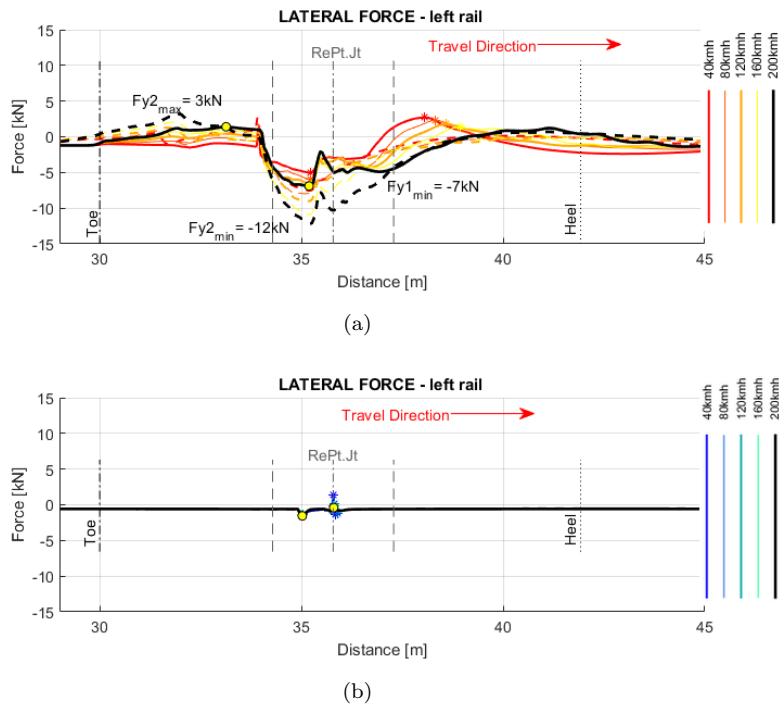 LATERAL FORCE - left rail
15
10
5
0
-5
-10
-15
Force [kN]
RePt.Jt
Travel Direction
Fy2max= 3kN
Fy1min= -7kN
Fy2min= -12kN
Toe
Heel
30
35
40
45
Distance [m]
40kmh
80kmh
120kmh
160kmh
200kmh
(a)
LATERAL FORCE - left rail
15
10
5
0
-5
-10
-15
Force [kN]
Travel Direction
RePt.Jt
Toe
Heel
30
35
40
45
Distance [m]
40kmh
80kmh
120kmh
160kmh
200kmh
(b)